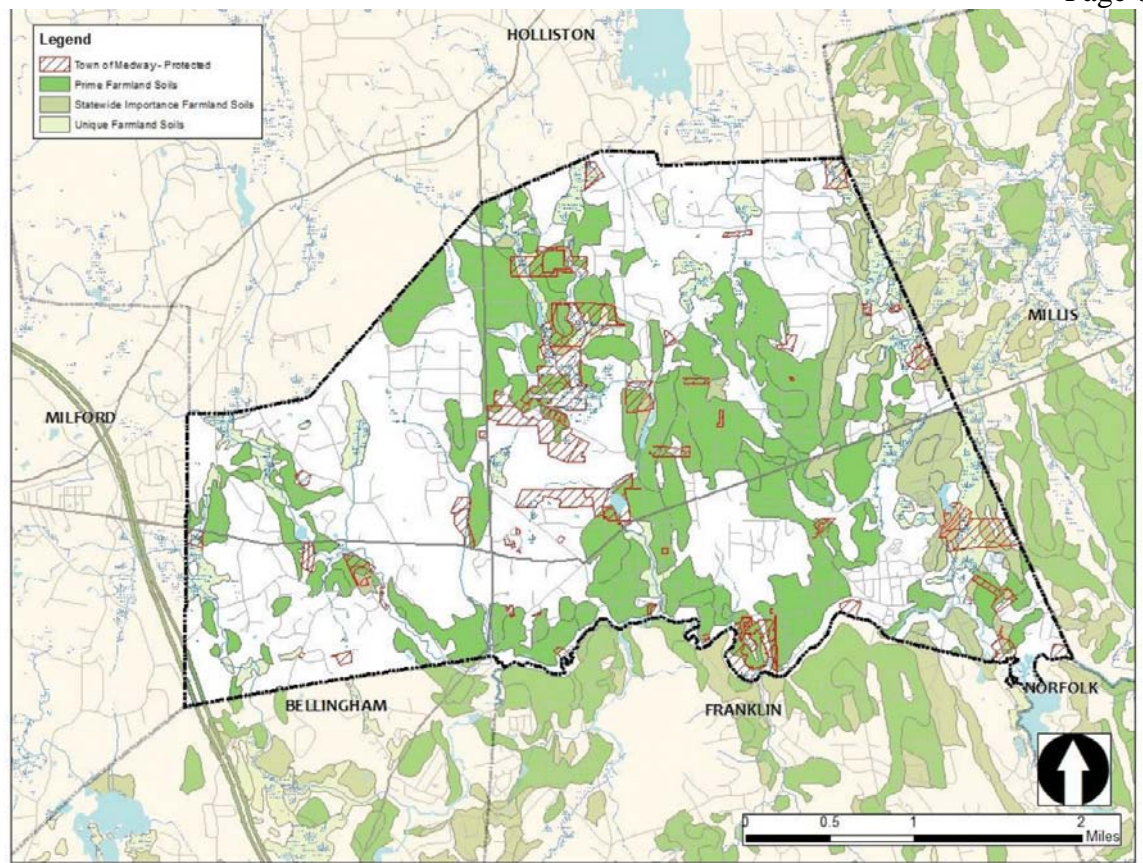 Page
Legend
Town of Medway - Protected
Prime Farmland Soils
Statewide Importance Farmland Soils
Unique Farmland Soils
HOLLISTON
MILLIS
MILFORD
BELLINGHAM
FRANKLIN
NORFOLK
0 0.5 1 2
Miles